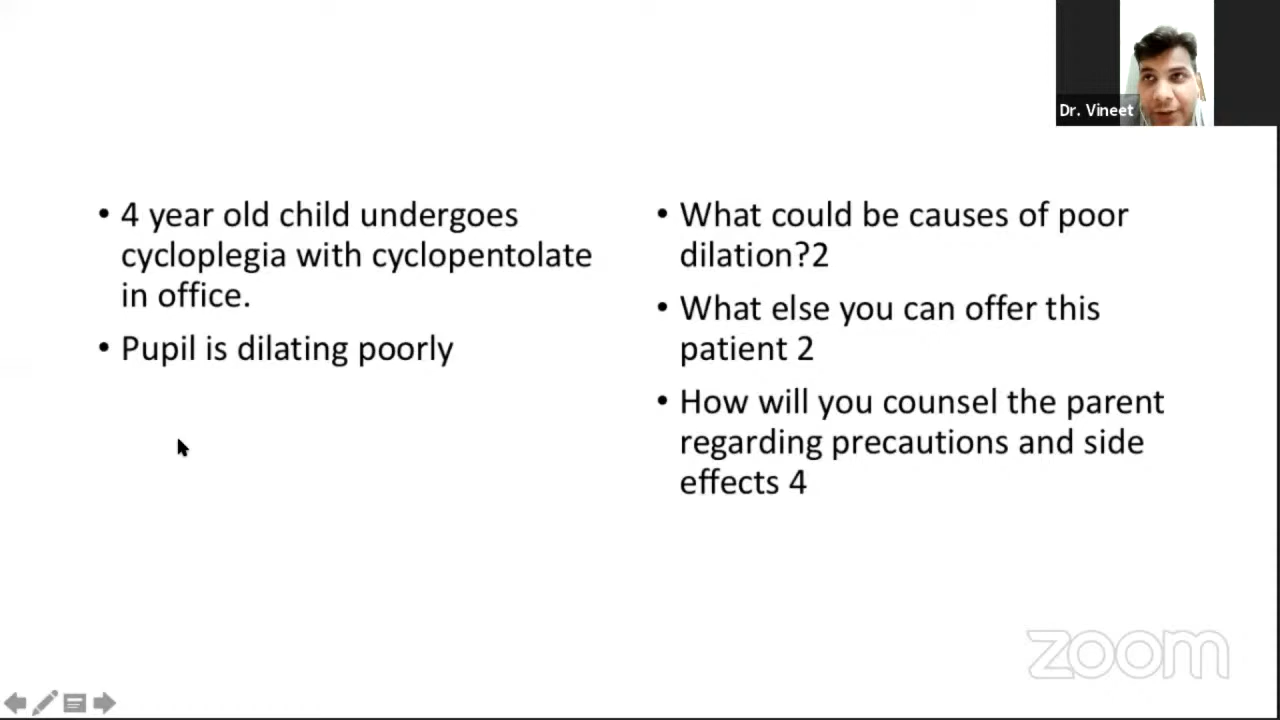 Dr. Vineet
• 4 year old child undergoes
cycloplegia with cyclopentolate
in office.
• Pupil is dilating poorly
• What could be causes of poor
dilation?2
• What else you can offer this
patient 2
• How will you counsel the parent
regarding precautions and side
effects 4
zoom